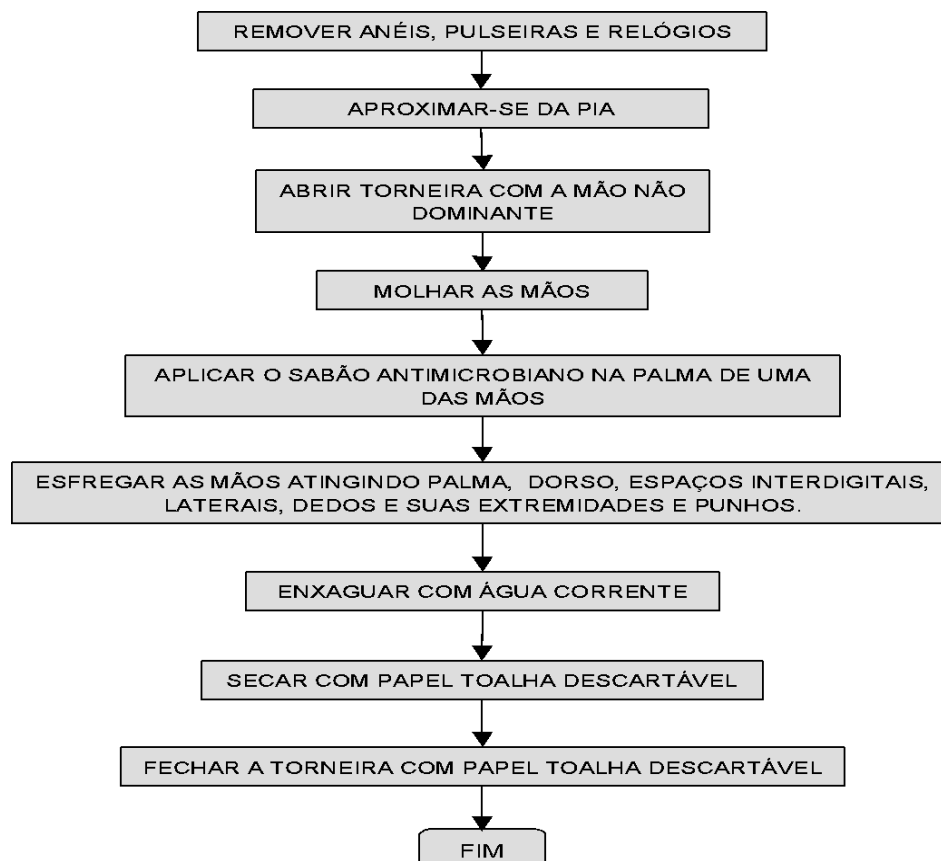 REMOVER ANÉIS, PULSEIRAS E RELÓGIOS
APROXIMAR-SE DA PIA
ABRIR TORNEIRA COM A MÃO NÃO
DOMINANTE
MOLHAR AS MÃOS
APLICAR O SABÃO ANTIMICROBIANO NA PALMA DE UMA
DAS MÃOS
ESFREGAR AS MÃOS ATINGINDO PALMA, DORSO, ESPAÇOS INTERDIGITAIS,
LATERAIS, DEDOS E SUAS EXTREMIDADES E PUNHOS.
ENXAGUAR COM ÁGUA CORRENTE
SECAR COM PAPEL TOALHA DESCARTÁVEL
FECHAR A TORNEIRA COM PAPEL TOALHA DESCARTÁVEL
FIM